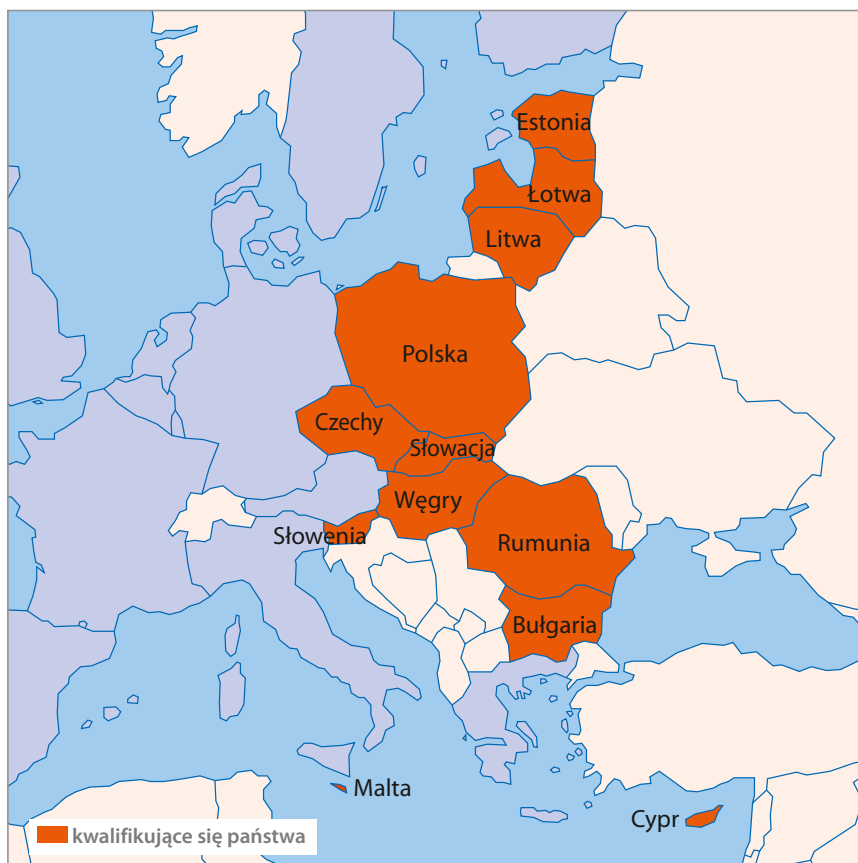 Estonia
Łotwa
Litwa
Polska
Czechy
Słowacja
Węgry
Słowenia
Rumunia
Bułgaria
Malta
Cypr
kwalifikujące się państwa